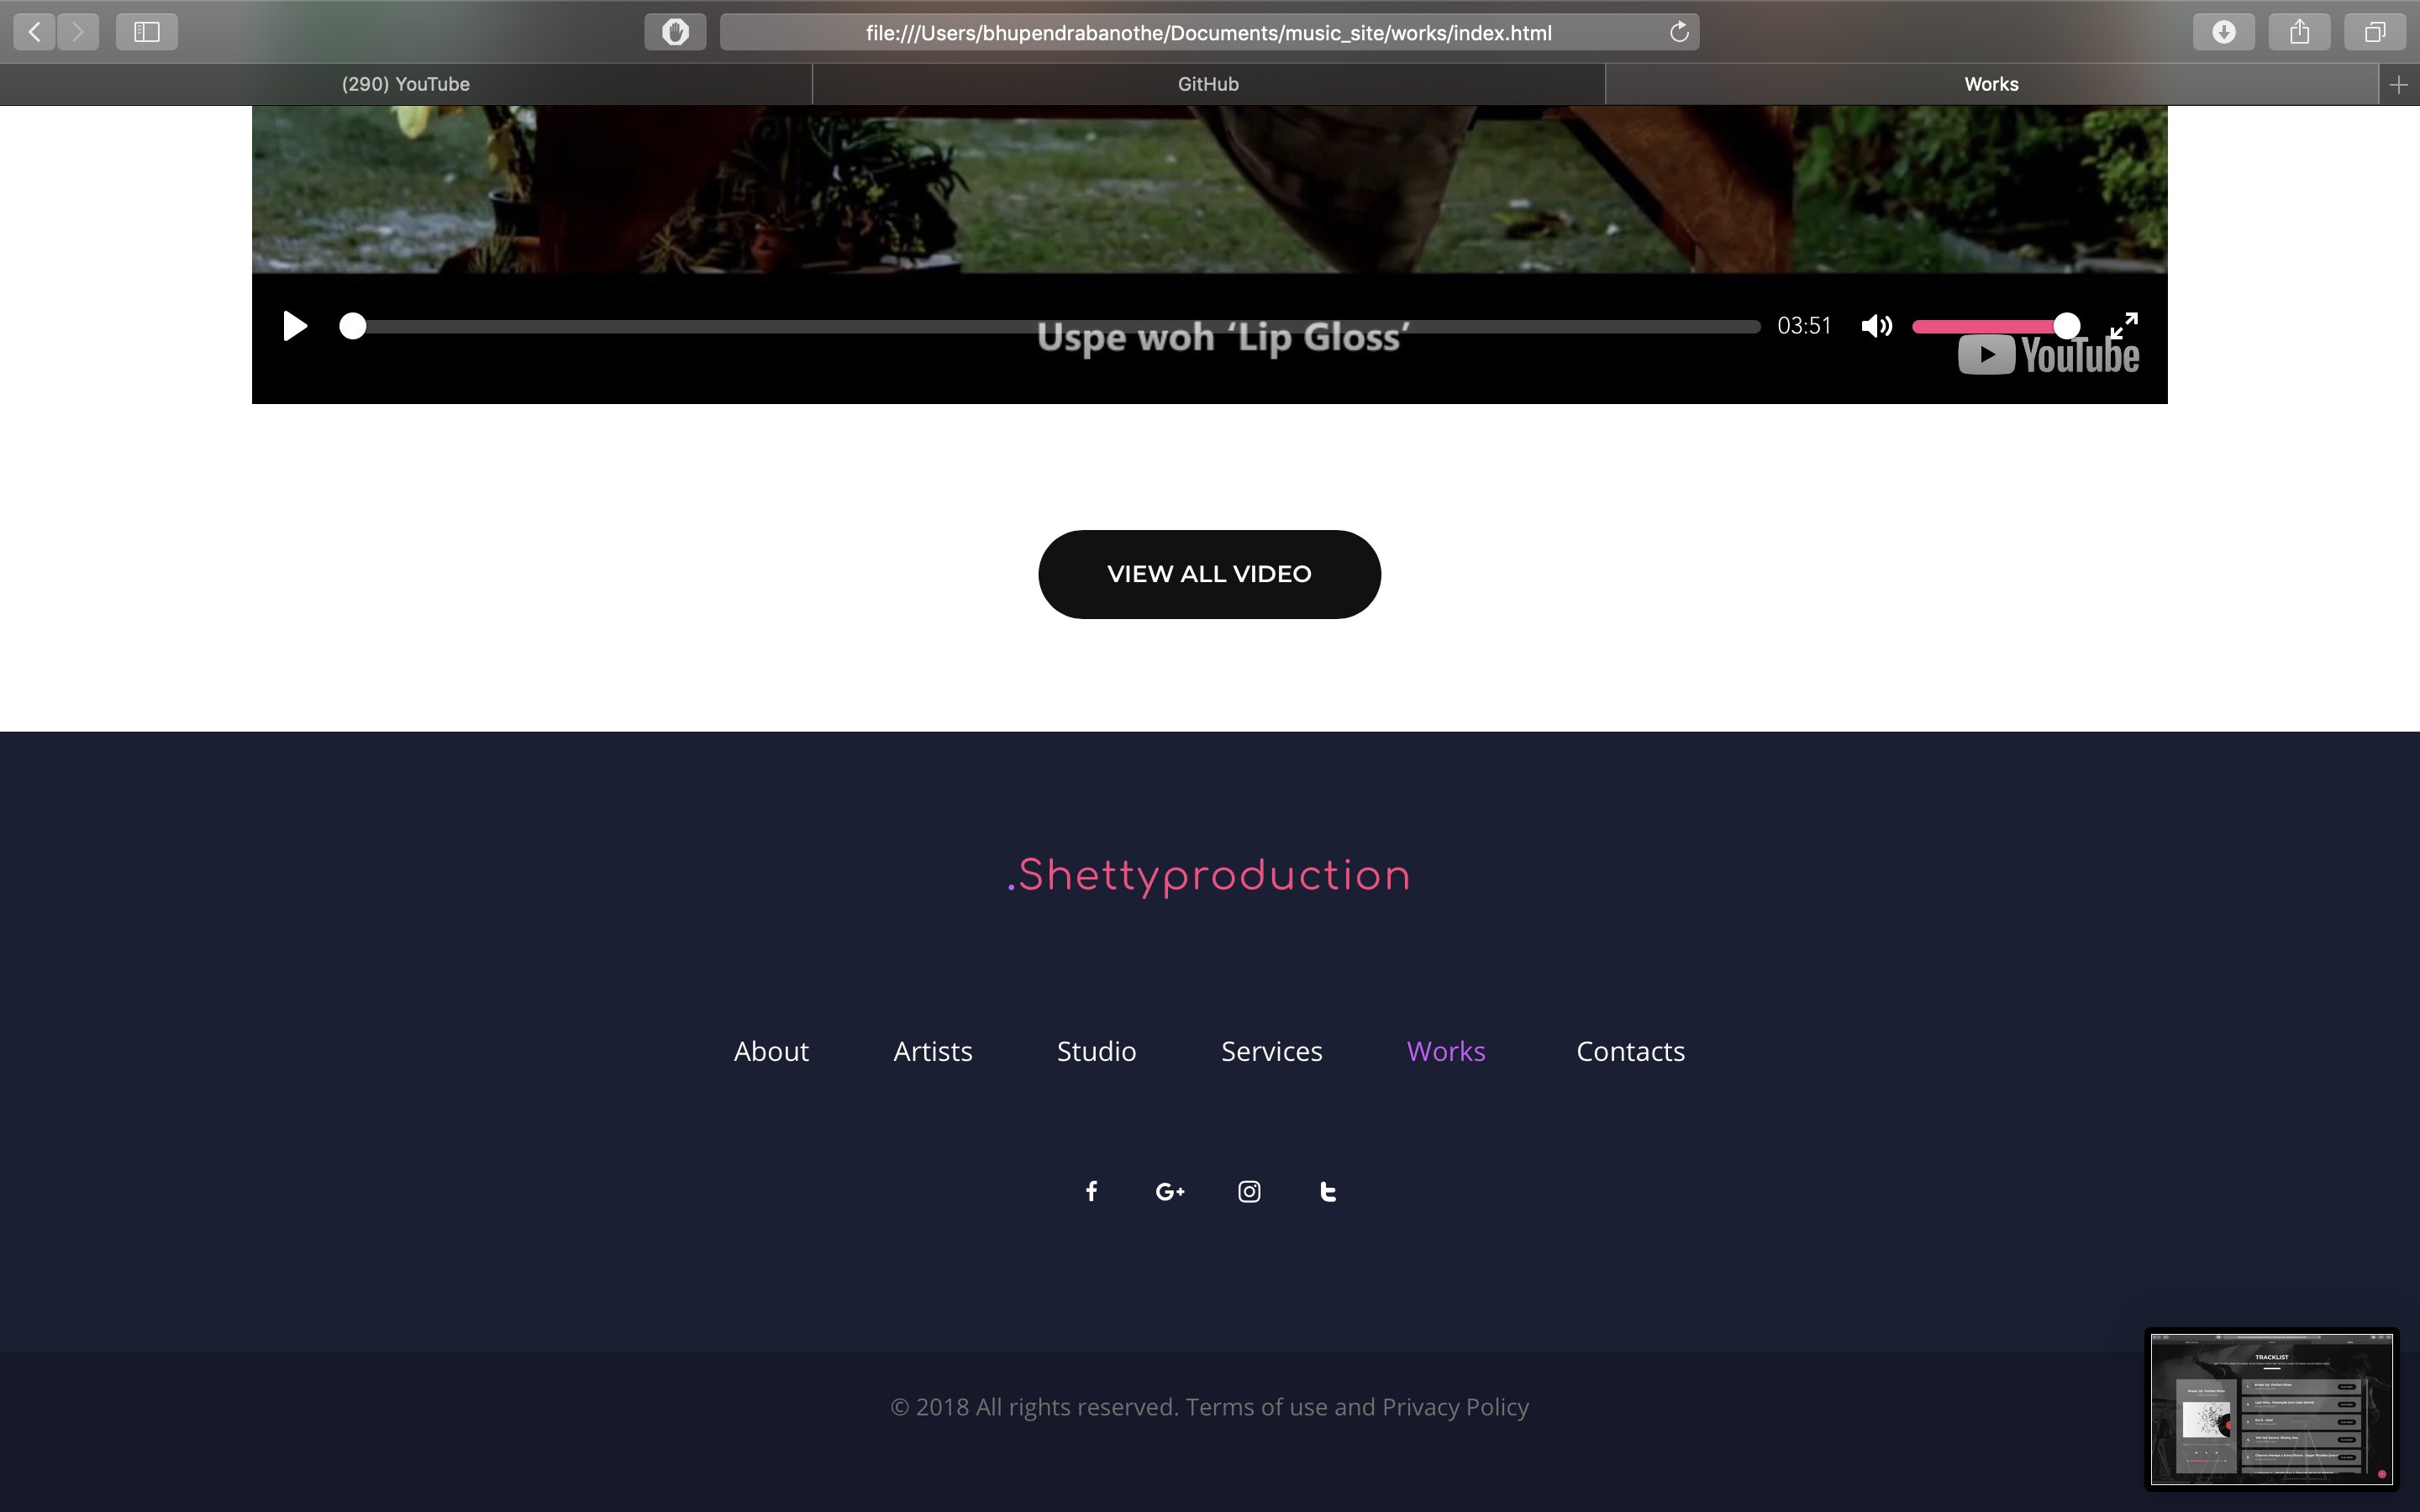 file:///Users/bhupendrabanothe/Documents/music_site/works/index.html
(290) YouTube
GitHub
Works
03:51
Uspe woh ‘Lip Gloss’
YouTube
VIEW ALL VIDEO
.Shettyproduction
About
Artists
Studio
Services
Works
Contacts
G+
© 2018 All rights reserved. Terms of use and Privacy Policy
TRACKLIST